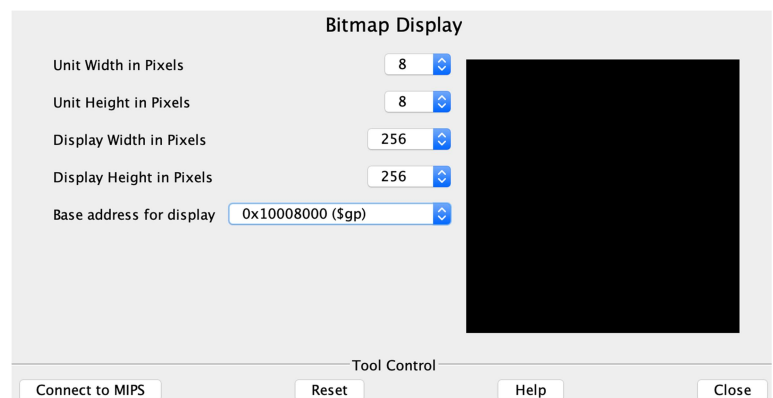 Bitmap Display
Unit Width in Pixels 8
Unit Height in Pixels 8
Display Width in Pixels 256
Display Height in Pixels 256
Base address for display 0x10008000 ($gp)
Tool Control
Connect to MIPS Reset Help Close